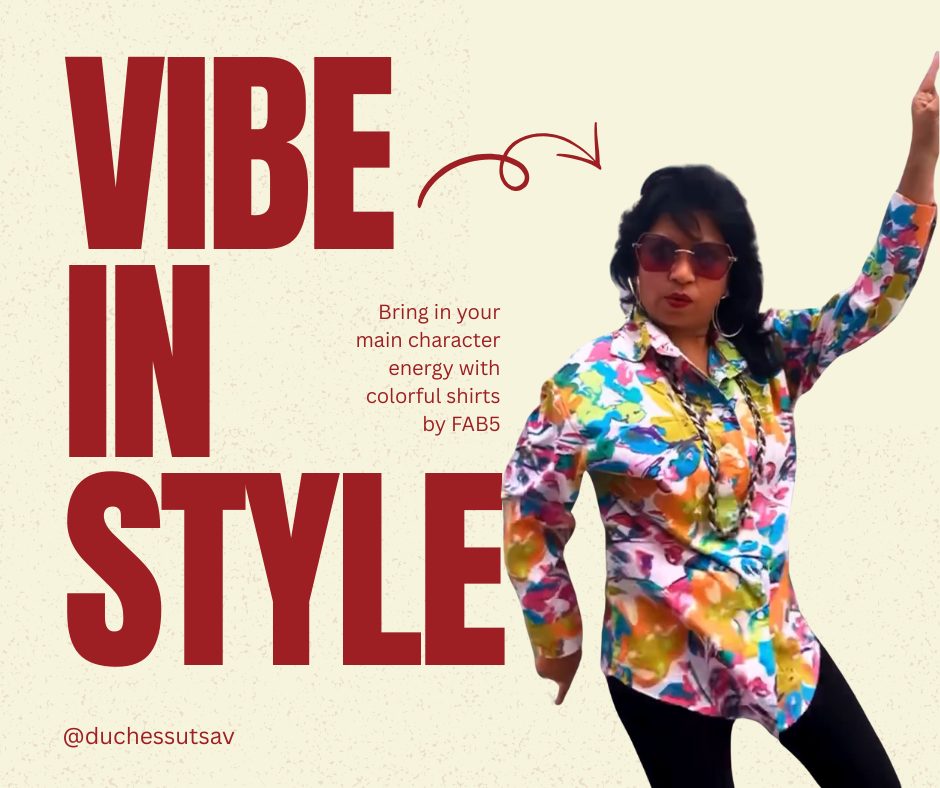 VIBE
IN
STYLE
Bring in your
main character
energy with
colorful shirts
by FAB5
@duchessutsav